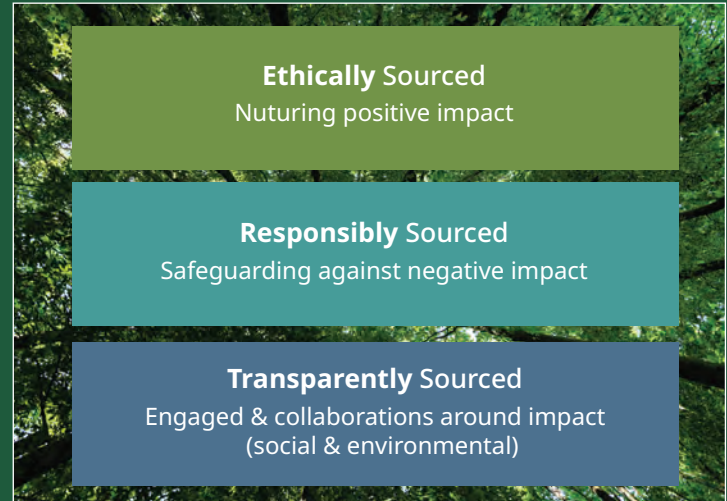 Ethically Sourced
Nuturing positive impact
Responsibly Sourced
Safeguarding against negative impact
Transparently Sourced
Engaged & collaborations around impact
(social & environmental)